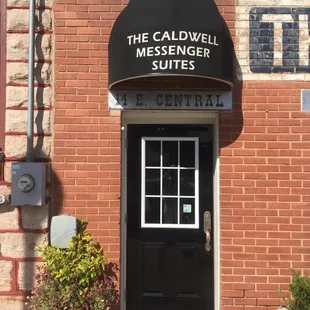 THE CALDWELL
MESSENGER
SUITES
14 E. CENTRAL